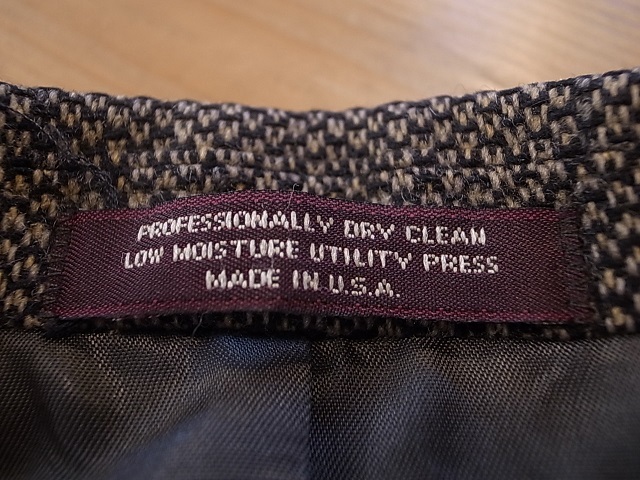 PROFESSIONALLY DRY CLEAN
LOW MOISTURE UTILITY PRESS
MADE IN U.S.A.